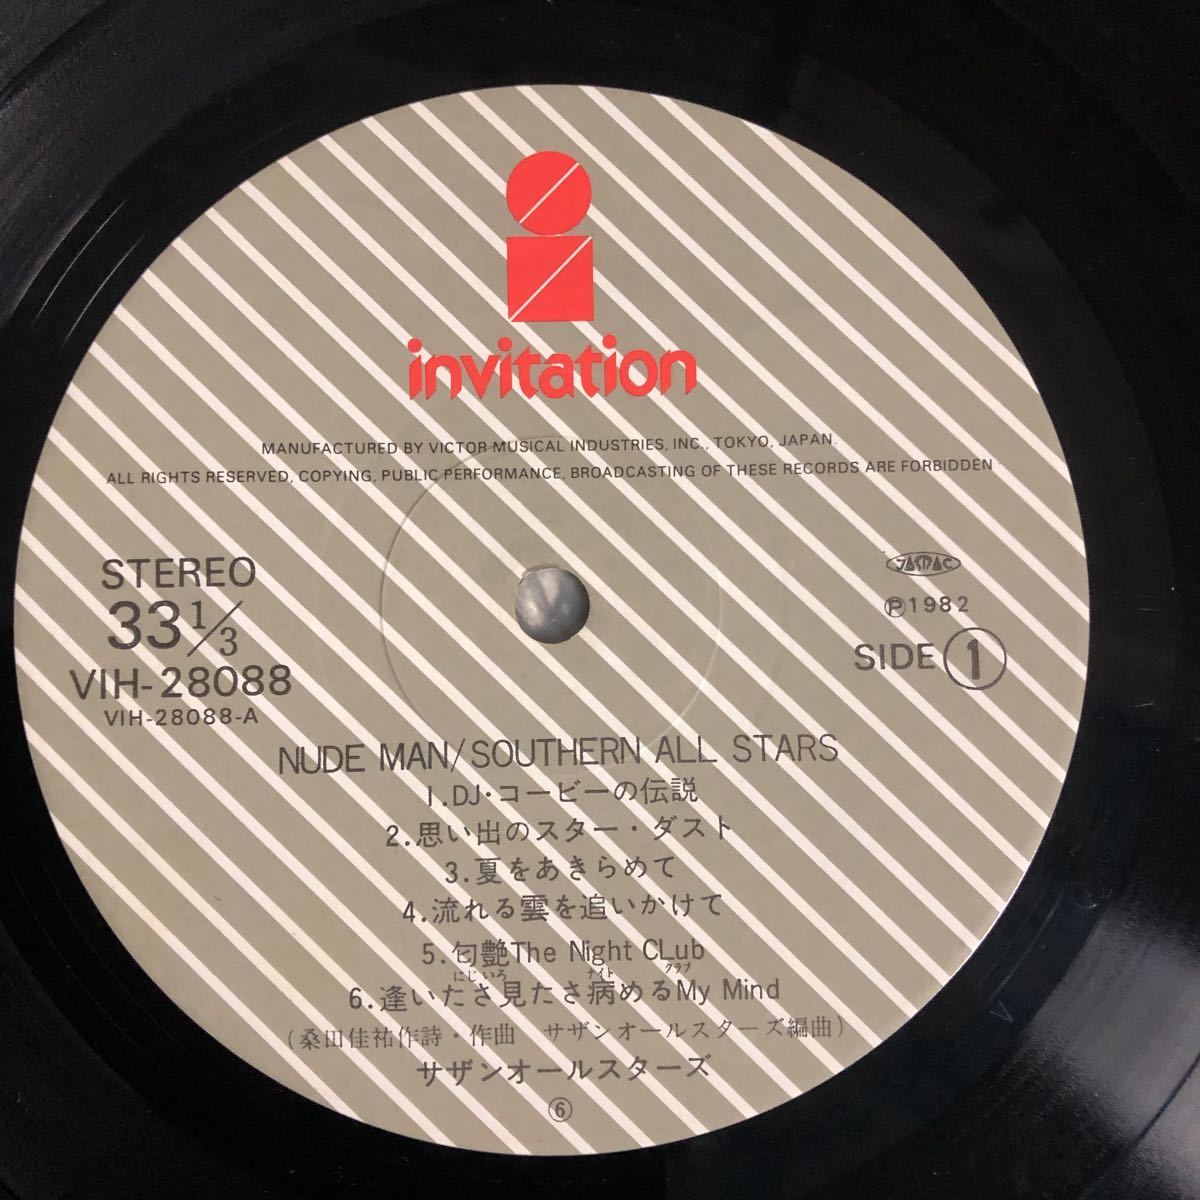 invitation
MANUFACTURED BY VICTOR MUSICAL INDUSTRIES, INC., TOKYO, JAPAN.
ALL RIGHTS RESERVED, COPYING, PUBLIC PERFORMANCE, BROADCASTING OF THESE RECORDS ARE FORBIDDEN
STEREO
33 1/3
VIH-28088
VIH-28088-A
JASRAC
Ⓟ1982
SIDE ①
NUDE MAN/SOUTHERN ALL STARS
1.DJ・コービーの伝説
2.思い出のスター・ダスト
3.夏をあきらめて
4.流れる雲を追いかけて
5.匂艶The Night CLub
にじいろ ナイト クラブ
6.逢いたさ見たさ病めるMy Mind
(桑田佳祐作詩・作曲 サザンオールスターズ編曲)
サザンオールスターズ
⑥